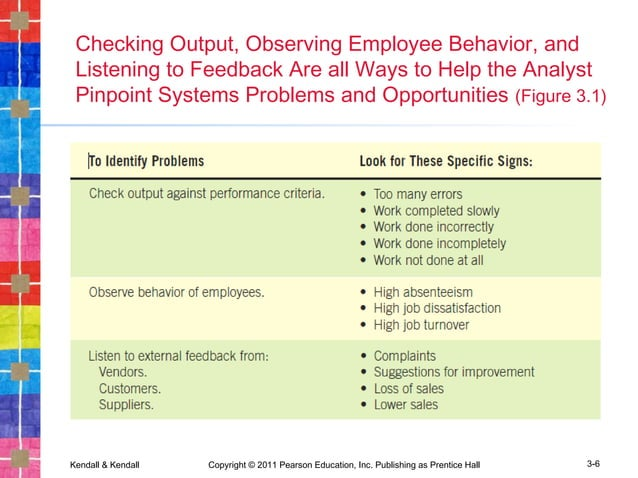 Checking Output, Observing Employee Behavior, and
Listening to Feedback Are all Ways to Help the Analyst
Pinpoint Systems Problems and Opportunities (Figure 3.1)
To Identify Problems Look for These Specific Signs:
Check output against performance criteria. • Too many errors
• Work completed slowly
• Work done incorrectly
• Work done incompletely
• Work not done at all
Observe behavior of employees. • High absenteeism
• High job dissatisfaction
• High job turnover
Listen to external feedback from: • Complaints
Vendors. • Suggestions for improvement
Customers. • Loss of sales
Suppliers. • Lower sales
Kendall & Kendall Copyright © 2011 Pearson Education, Inc. Publishing as Prentice Hall 3-6